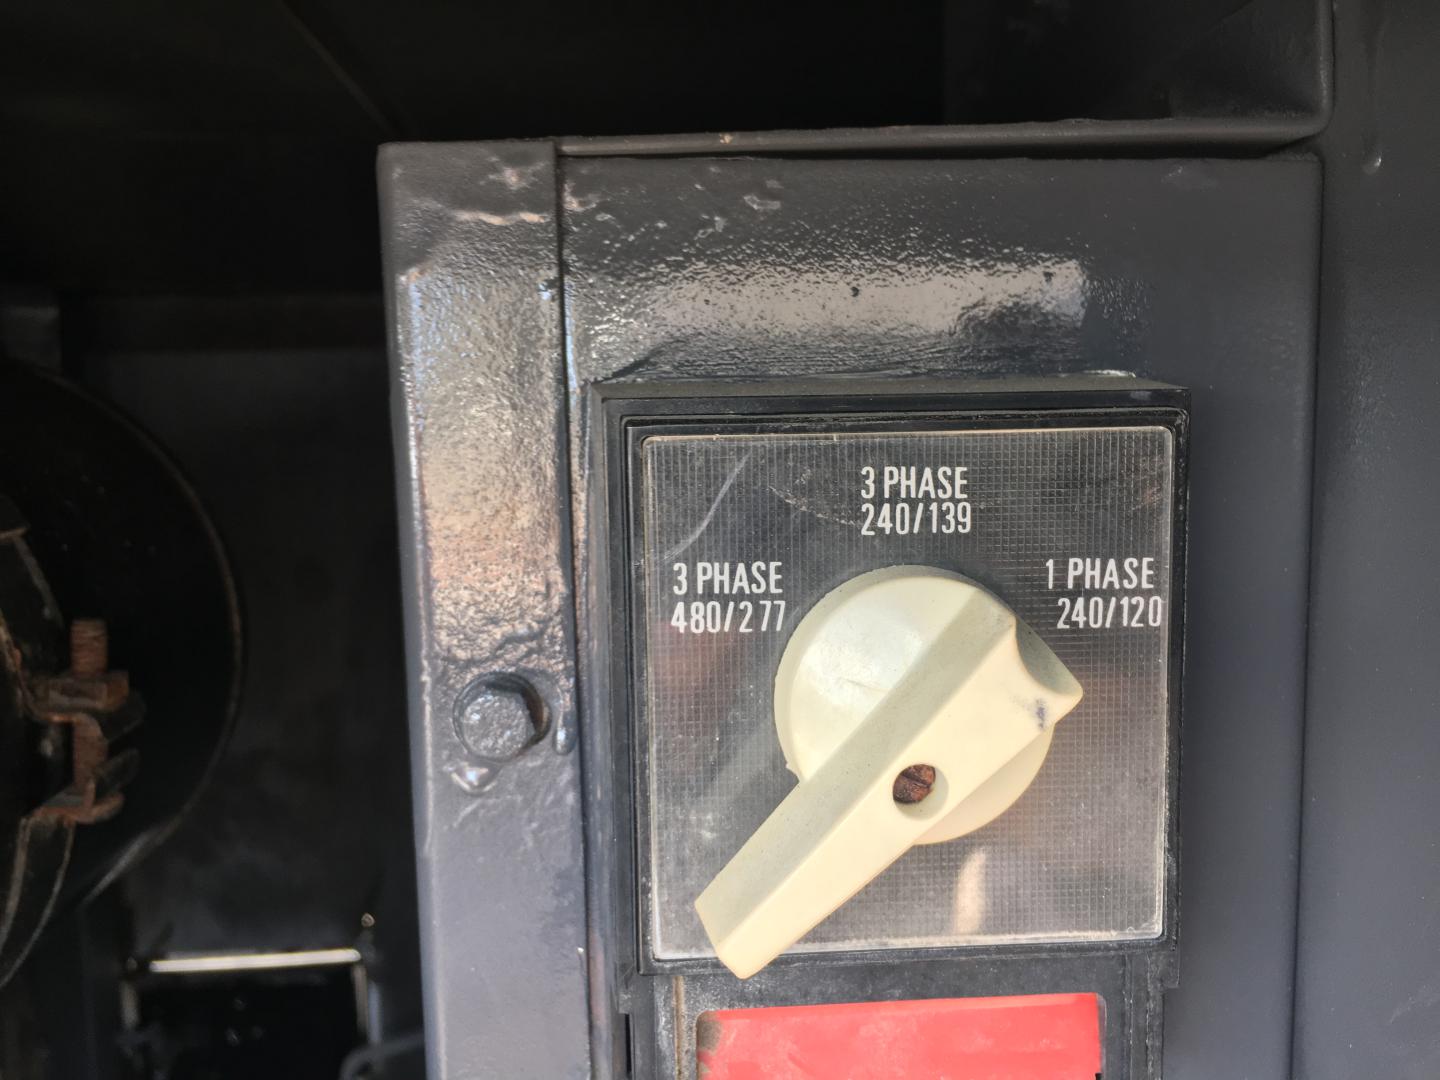 3 PHASE
240/139
3 PHASE
480/277
1 PHASE
240/120